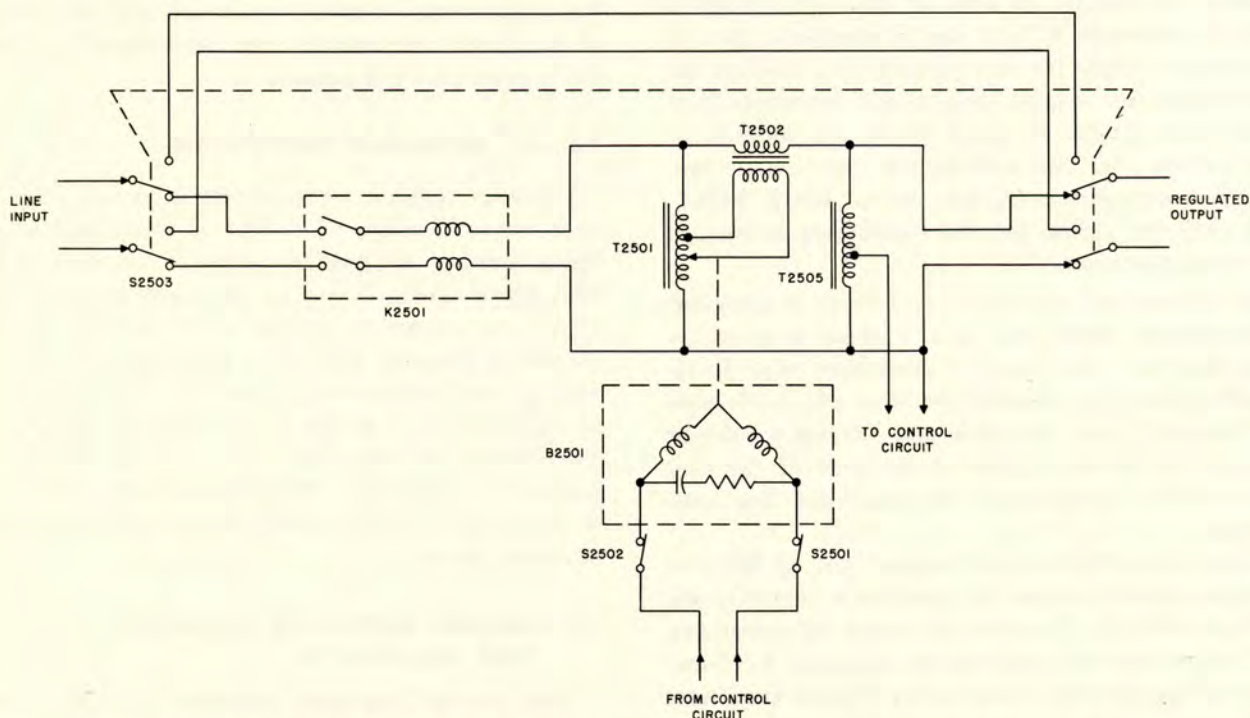 T2502
LINE
INPUT
REGULATED
OUTPUT
T2501
T2505
S2503
K2501
TO CONTROL
CIRCUIT
B2501
S2502
S2501
FROM CONTROL
CIRCUIT